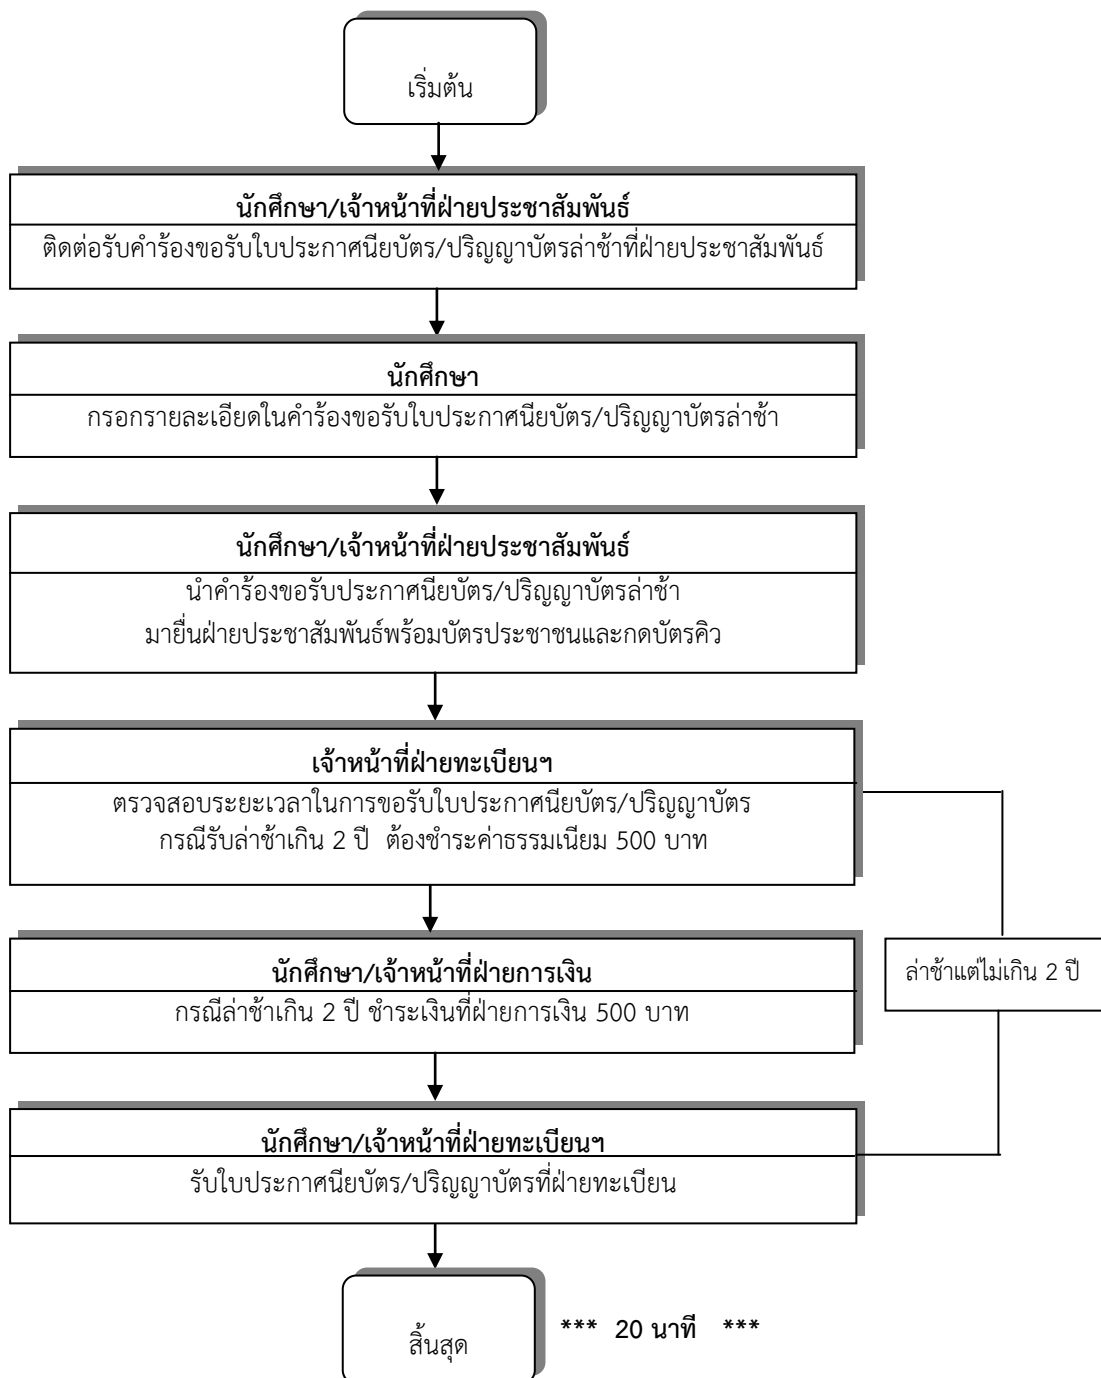 เริ่มต้น
นักศึกษา/เจ้าหน้าที่ฝ่ายประชาสัมพันธ์
ติดต่อรับคำร้องขอรับใบประกาศนียบัตร/ปริญญาบัตรล่าช้าที่ฝ่ายประชาสัมพันธ์
นักศึกษา
กรอกรายละเอียดในคำร้องขอรับใบประกาศนียบัตร/ปริญญาบัตรล่าช้า
นักศึกษา/เจ้าหน้าที่ฝ่ายประชาสัมพันธ์
นำคำร้องขอรับประกาศนียบัตร/ปริญญาบัตรล่าช้า
มายื่นฝ่ายประชาสัมพันธ์พร้อมบัตรประชาชนและกดบัตรคิว
เจ้าหน้าที่ฝ่ายทะเบียนฯ
ตรวจสอบระยะเวลาในการขอรับใบประกาศนียบัตร/ปริญญาบัตร
กรณีรับล่าช้าเกิน 2 ปี ต้องชำระค่าธรรมเนียม 500 บาท
นักศึกษา/เจ้าหน้าที่ฝ่ายการเงิน
กรณีล่าช้าเกิน 2 ปี ชำระเงินที่ฝ่ายการเงิน 500 บาท
ล่าช้าแต่ไม่เกิน 2 ปี
นักศึกษา/เจ้าหน้าที่ฝ่ายทะเบียนฯ
รับใบประกาศนียบัตร/ปริญญาบัตรที่ฝ่ายทะเบียน
สิ้นสุด
*** 20 นาที ***